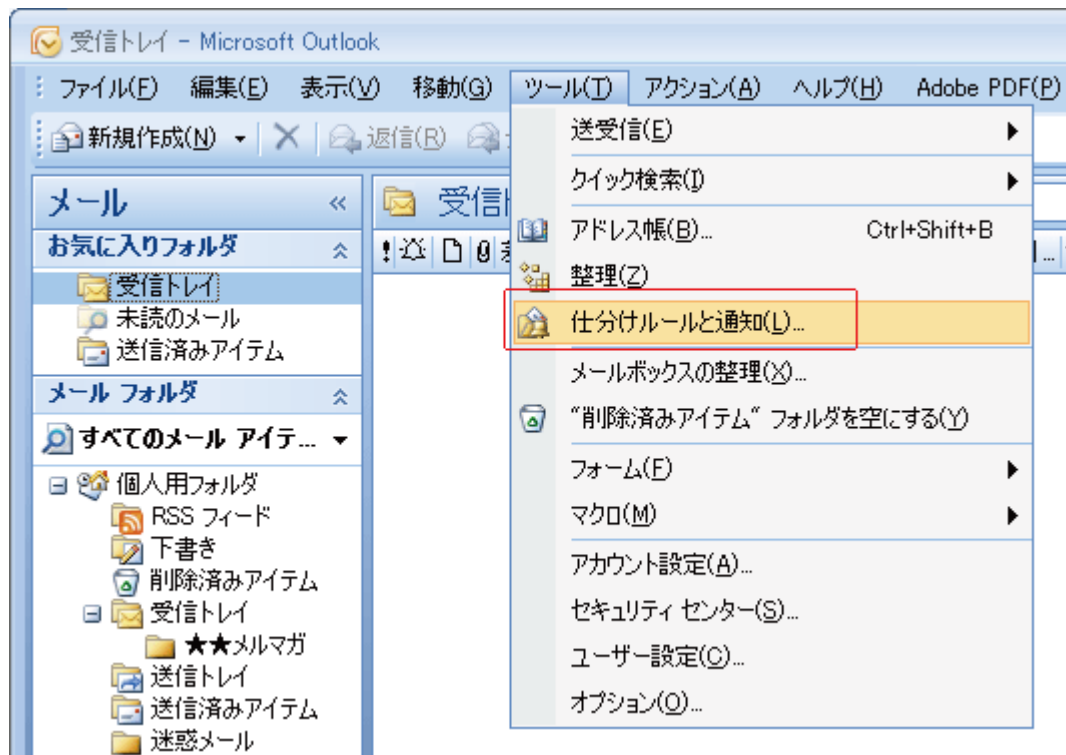 受信トレイ - Microsoft Outlook
ファイル(F) 編集(E) 表示(V) 移動(G) ツール(T) アクション(A) ヘルプ(H) Adobe PDF(P)
新規作成(N) 返信(R)
メール «
お気に入りフォルダ
受信トレイ
未読のメール
送信済みアイテム
メール フォルダ
すべてのメール アイテ...
個人用フォルダ
RSS フィード
下書き
削除済みアイテム
受信トレイ
★★メルマガ
送信トレイ
送信済みアイテム
迷惑メール
受信
送受信(E)
クイック検索(I)
アドレス帳(B)... Ctrl+Shift+B
整理(Z)
仕分けルールと通知(L)...
メールボックスの整理(X)...
“削除済みアイテム” フォルダを空にする(Y)
フォーム(F)
マクロ(M)
アカウント設定(A)...
セキュリティ センター(S)...
ユーザー設定(C)...
オプション(O)...